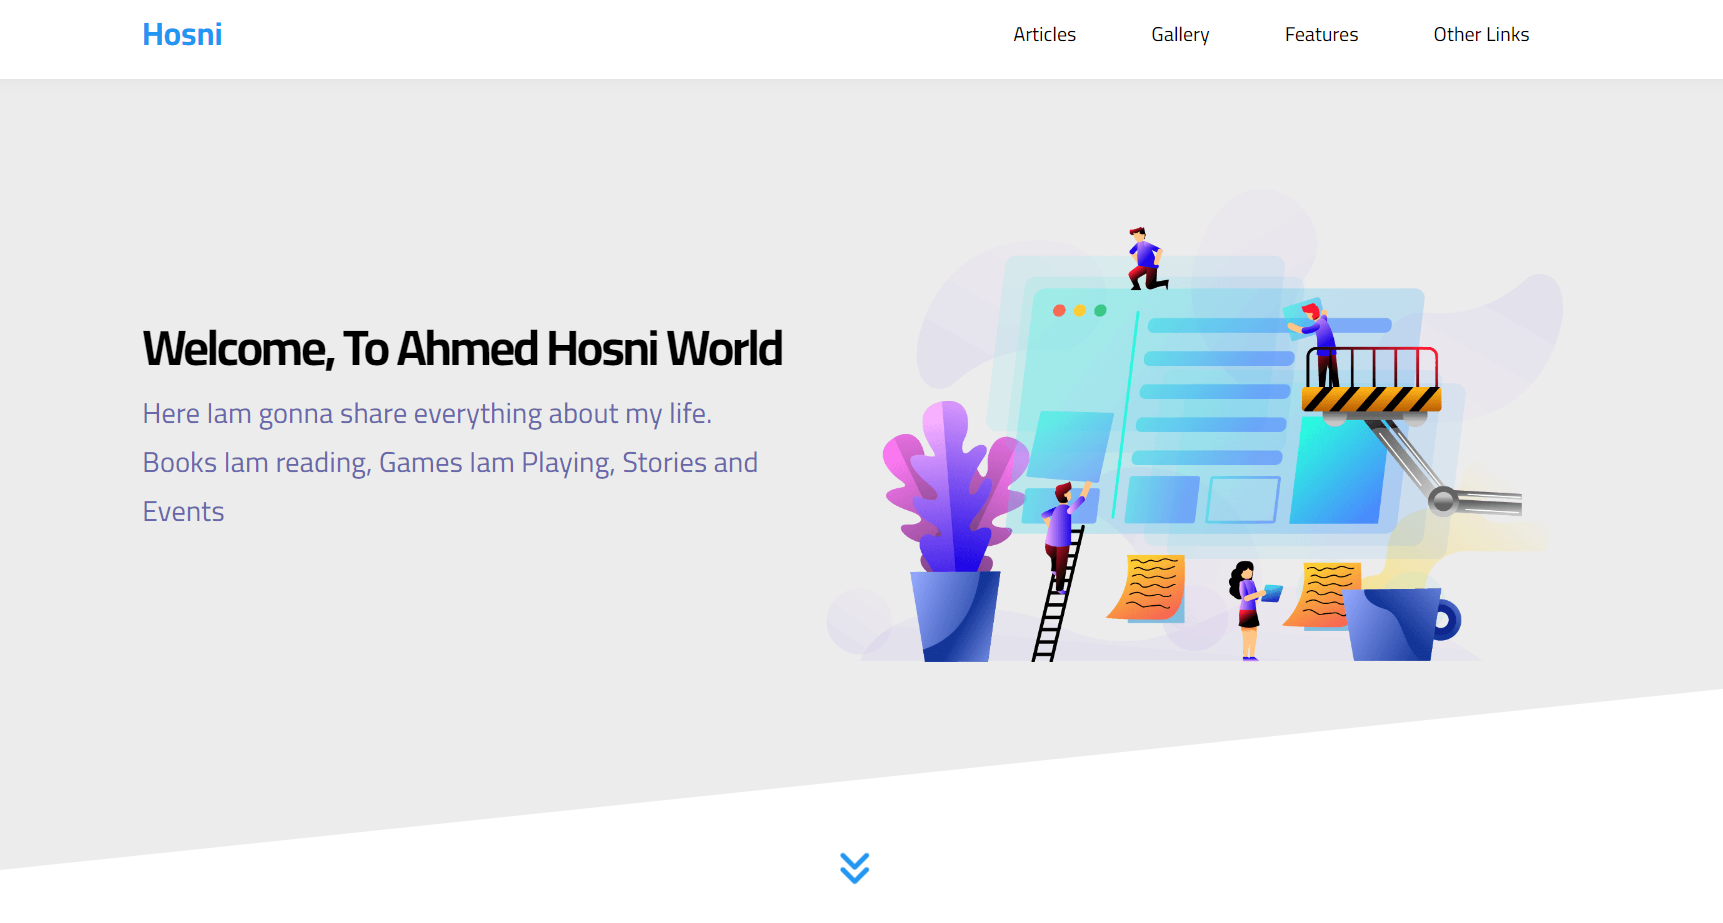 Hosni
Articles
Gallery
Features
Other Links
Welcome, To Ahmed Hosni World
Here Iam gonna share everything about my life.
Books Iam reading, Games Iam Playing, Stories and
Events